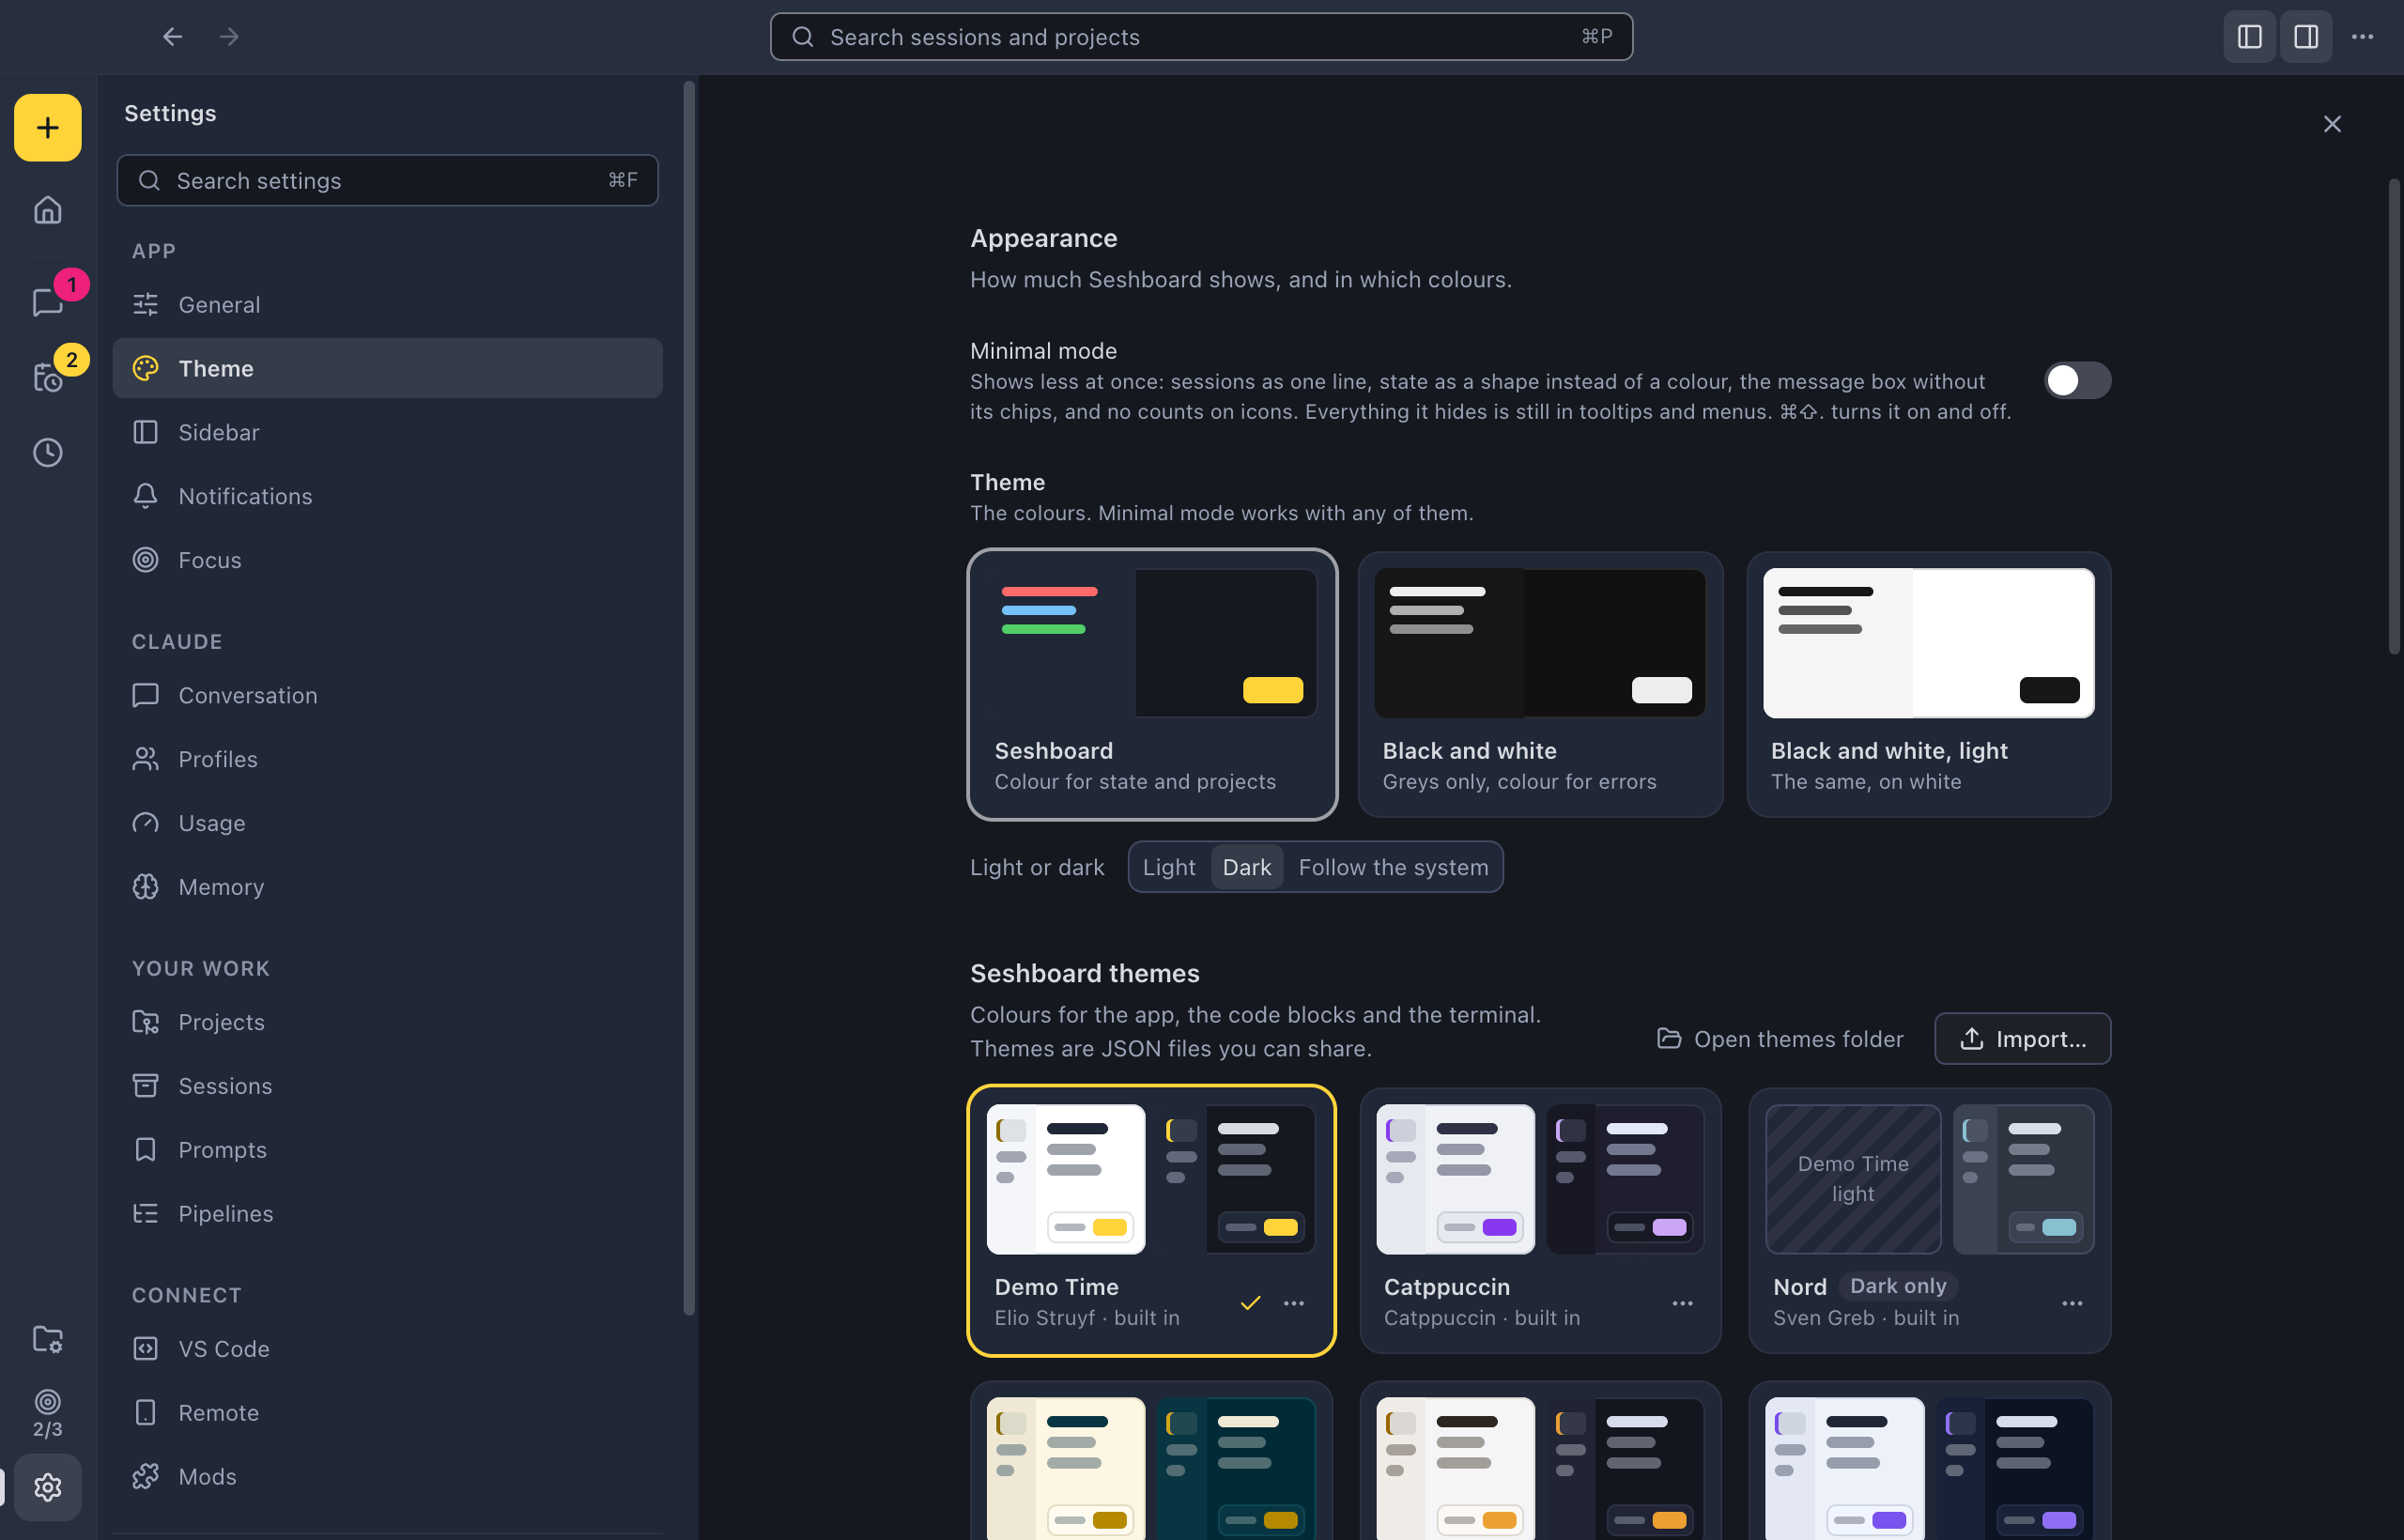 Search sessions and projects ⌘P
Settings
Search settings ⌘F
APP
General
Theme
Sidebar
Notifications
Focus
CLAUDE
Conversation
Profiles
Usage
Memory
YOUR WORK
Projects
Sessions
Prompts
Pipelines
CONNECT
VS Code
Remote
Mods
1
2
2/3
Appearance
How much Seshboard shows, and in which colours.
Minimal mode
Shows less at once: sessions as one line, state as a shape instead of a colour, the message box without
its chips, and no counts on icons. Everything it hides is still in tooltips and menus. ⌘⇧. turns it on and off.
Theme
The colours. Minimal mode works with any of them.
Seshboard
Colour for state and projects
Black and white
Greys only, colour for errors
Black and white, light
The same, on white
Light or dark Light Dark Follow the system
Seshboard themes
Colours for the app, the code blocks and the terminal.
Themes are JSON files you can share.
Open themes folder
Import...
Demo Time
Elio Struyf · built in
Catppuccin
Catppuccin · built in
Demo Time
light
Nord Dark only
Sven Greb · built in